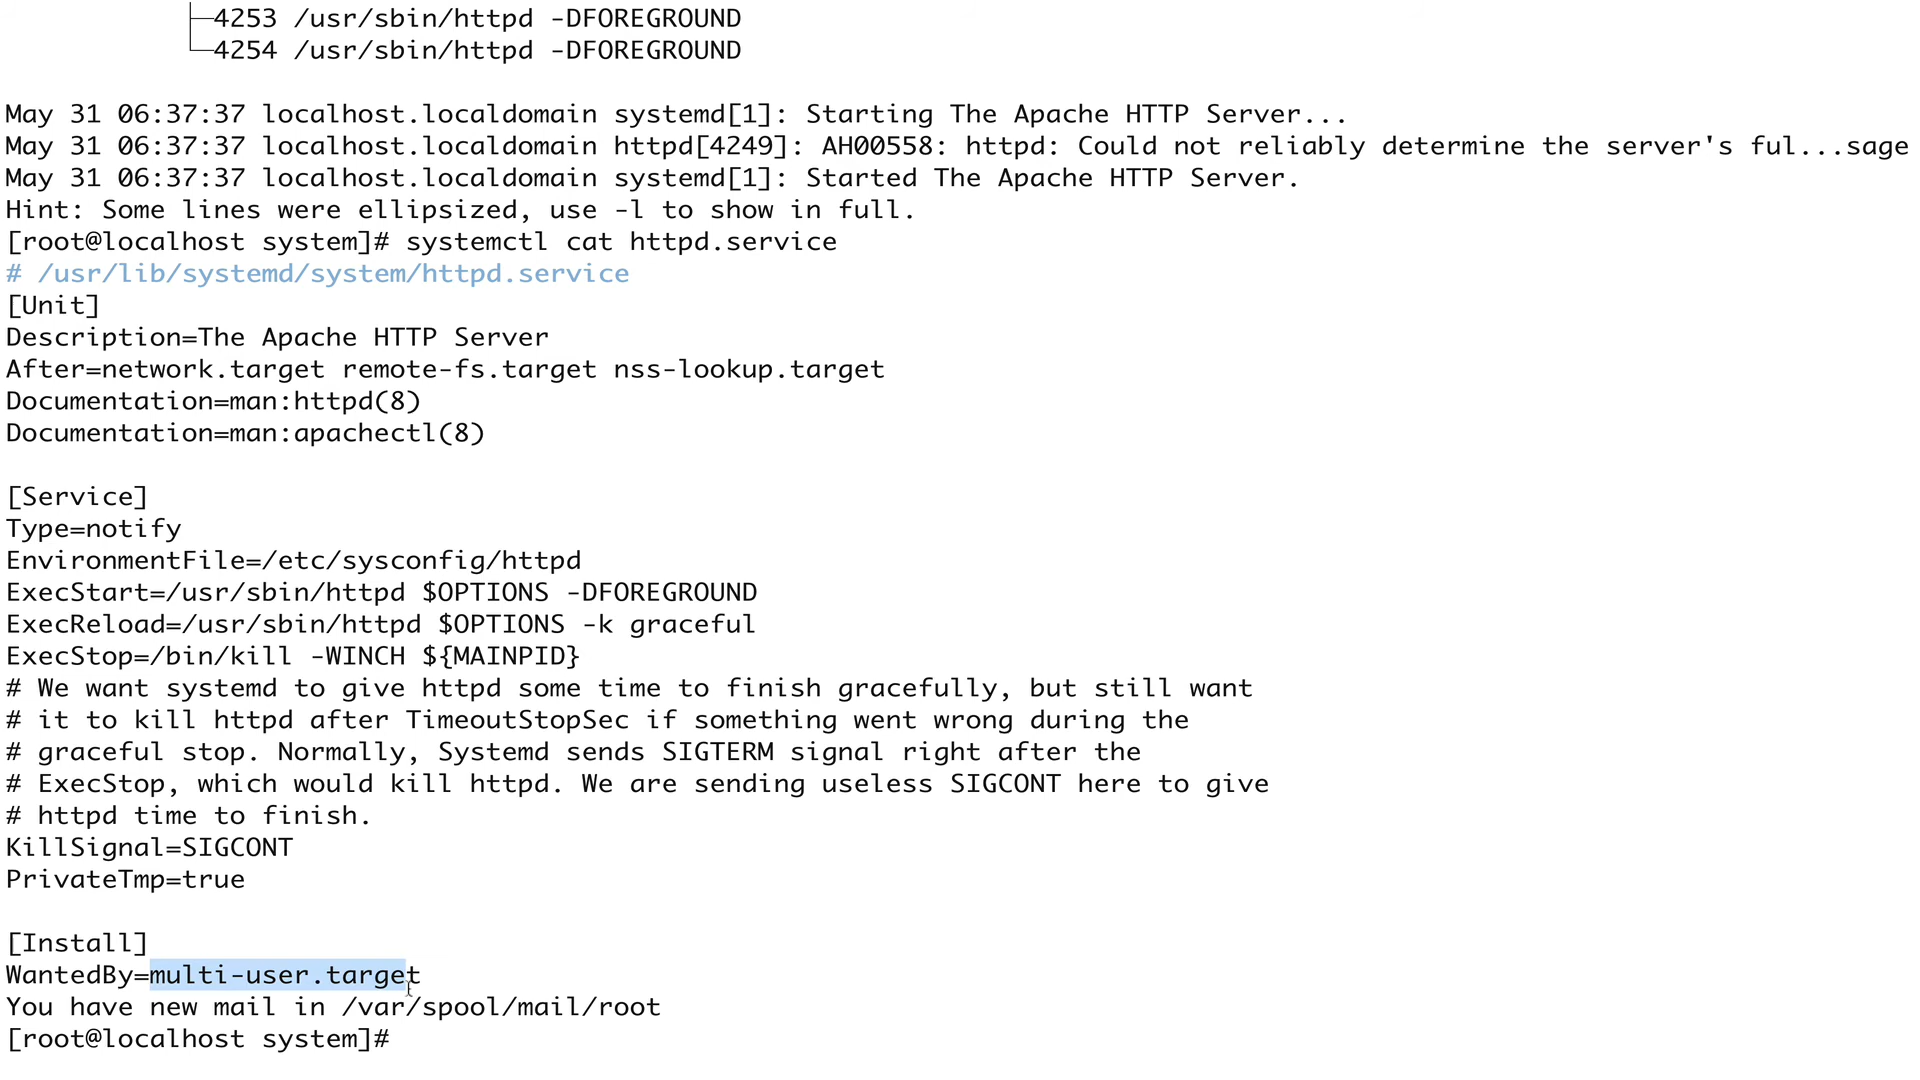 ├─4253 /usr/sbin/httpd -DFOREGROUND
└─4254 /usr/sbin/httpd -DFOREGROUND
May 31 06:37:37 localhost.localdomain systemd[1]: Starting The Apache HTTP Server...
May 31 06:37:37 localhost.localdomain httpd[4249]: AH00558: httpd: Could not reliably determine the server's ful...sage
May 31 06:37:37 localhost.localdomain systemd[1]: Started The Apache HTTP Server.
Hint: Some lines were ellipsized, use -l to show in full.
[root@localhost system]# systemctl cat httpd.service
# /usr/lib/systemd/system/httpd.service
[Unit]
Description=The Apache HTTP Server
After=network.target remote-fs.target nss-lookup.target
Documentation=man:httpd(8)
Documentation=man:apachectl(8)
[Service]
Type=notify
EnvironmentFile=/etc/sysconfig/httpd
ExecStart=/usr/sbin/httpd $OPTIONS -DFOREGROUND
ExecReload=/usr/sbin/httpd $OPTIONS -k graceful
ExecStop=/bin/kill -WINCH ${MAINPID}
# We want systemd to give httpd some time to finish gracefully, but still want
# it to kill httpd after TimeoutStopSec if something went wrong during the
# graceful stop. Normally, Systemd sends SIGTERM signal right after the
# ExecStop, which would kill httpd. We are sending useless SIGCONT here to give
# httpd time to finish.
KillSignal=SIGCONT
PrivateTmp=true
[Install]
WantedBy=multi-user.target
You have new mail in /var/spool/mail/root
[root@localhost system]#